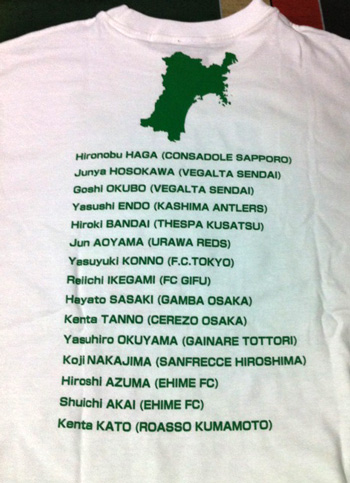 Hironobu HAGA (CONSADOLE SAPPORO)
Junya HOSOKAWA (VEGALTA SENDAI)
Goshi OKUBO (VEGALTA SENDAI)
Yasushi ENDO (KASHIMA ANTLERS)
Hiroki BANDAI (THESPA KUSATSU)
Jun AOYAMA (URAWA REDS)
Yasuyuki KONNO (F.C.TOKYO)
Reiichi IKEGAMI (FC GIFU)
Hayato SASAKI (GAMBA OSAKA)
Kenta TANNO (CEREZO OSAKA)
Yasuhiro OKUYAMA (GAINARE TOTTORI)
Koji NAKAJIMA (SANFRECCE HIROSHIMA)
Hiroshi AZUMA (EHIME FC)
Shuichi AKAI (EHIME FC)
Kenta KATO (ROASSO KUMAMOTO)